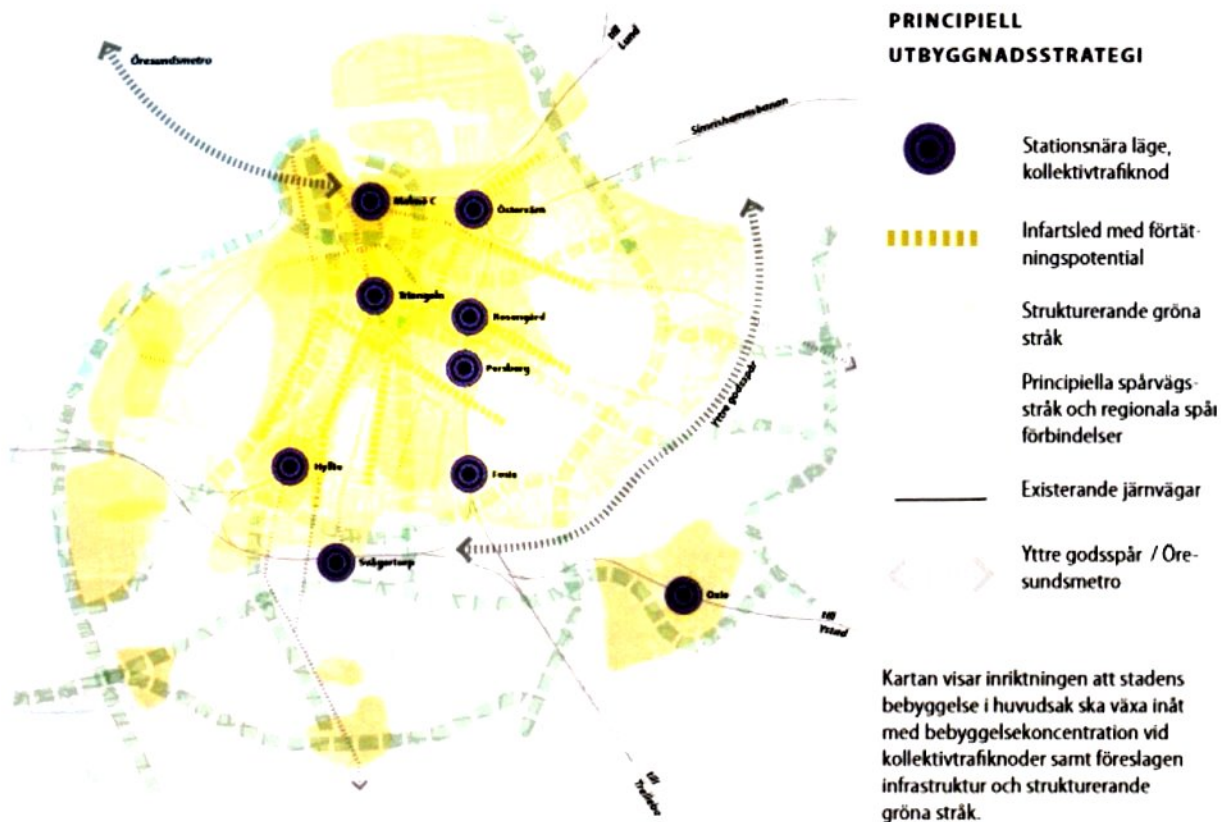 PRINCIPIELL
UTBYGGNADSSTRATEGI
Stationsnära läge,
kollektivtrafiknod
Infartsled med förtät-
ningspotential
Strukturerande gröna
stråk
Principiella spårvägs-
stråk och regionala spår
förbindelser
Existerande järnvägar
Yttre godsspår / Öre-
sundsmetro
Kartan visar inriktningen att stadens
bebyggelse i huvudsak ska växa inåt
med bebyggelsekoncentration vid
kollektivtrafiknoder samt föreslagen
infrastruktur och strukturerande
gröna stråk.
Öresundsmetro
till
Lund
Simrishamnsbanan
Malmö C
Östervärn
Triangeln
Rosengård
Persborg
Yttre godsspår
Hyllie
Fosie
Svågertorp
Oxie
till
Ystad
till
Trelleborg